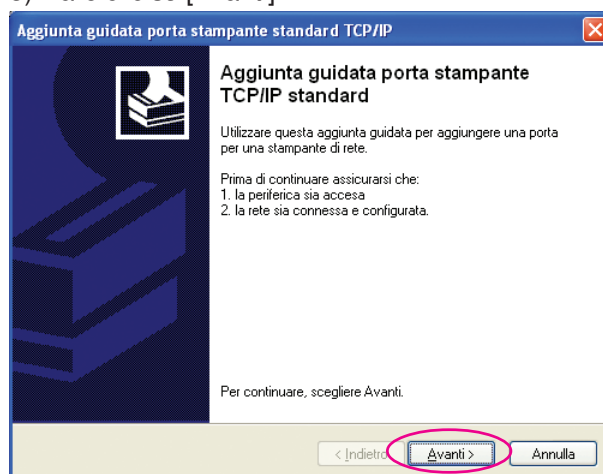 Aggiunta guidata porta stampante standard TCP/IP
Aggiunta guidata porta stampante
TCP/IP standard
Utilizzare questa aggiunta guidata per aggiungere una porta
per una stampante di rete.
Prima di continuare assicurarsi che:
1. la periferica sia accesa
2. la rete sia connessa e configurata.
Per continuare, scegliere Avanti.
< Indietro Avanti > Annulla